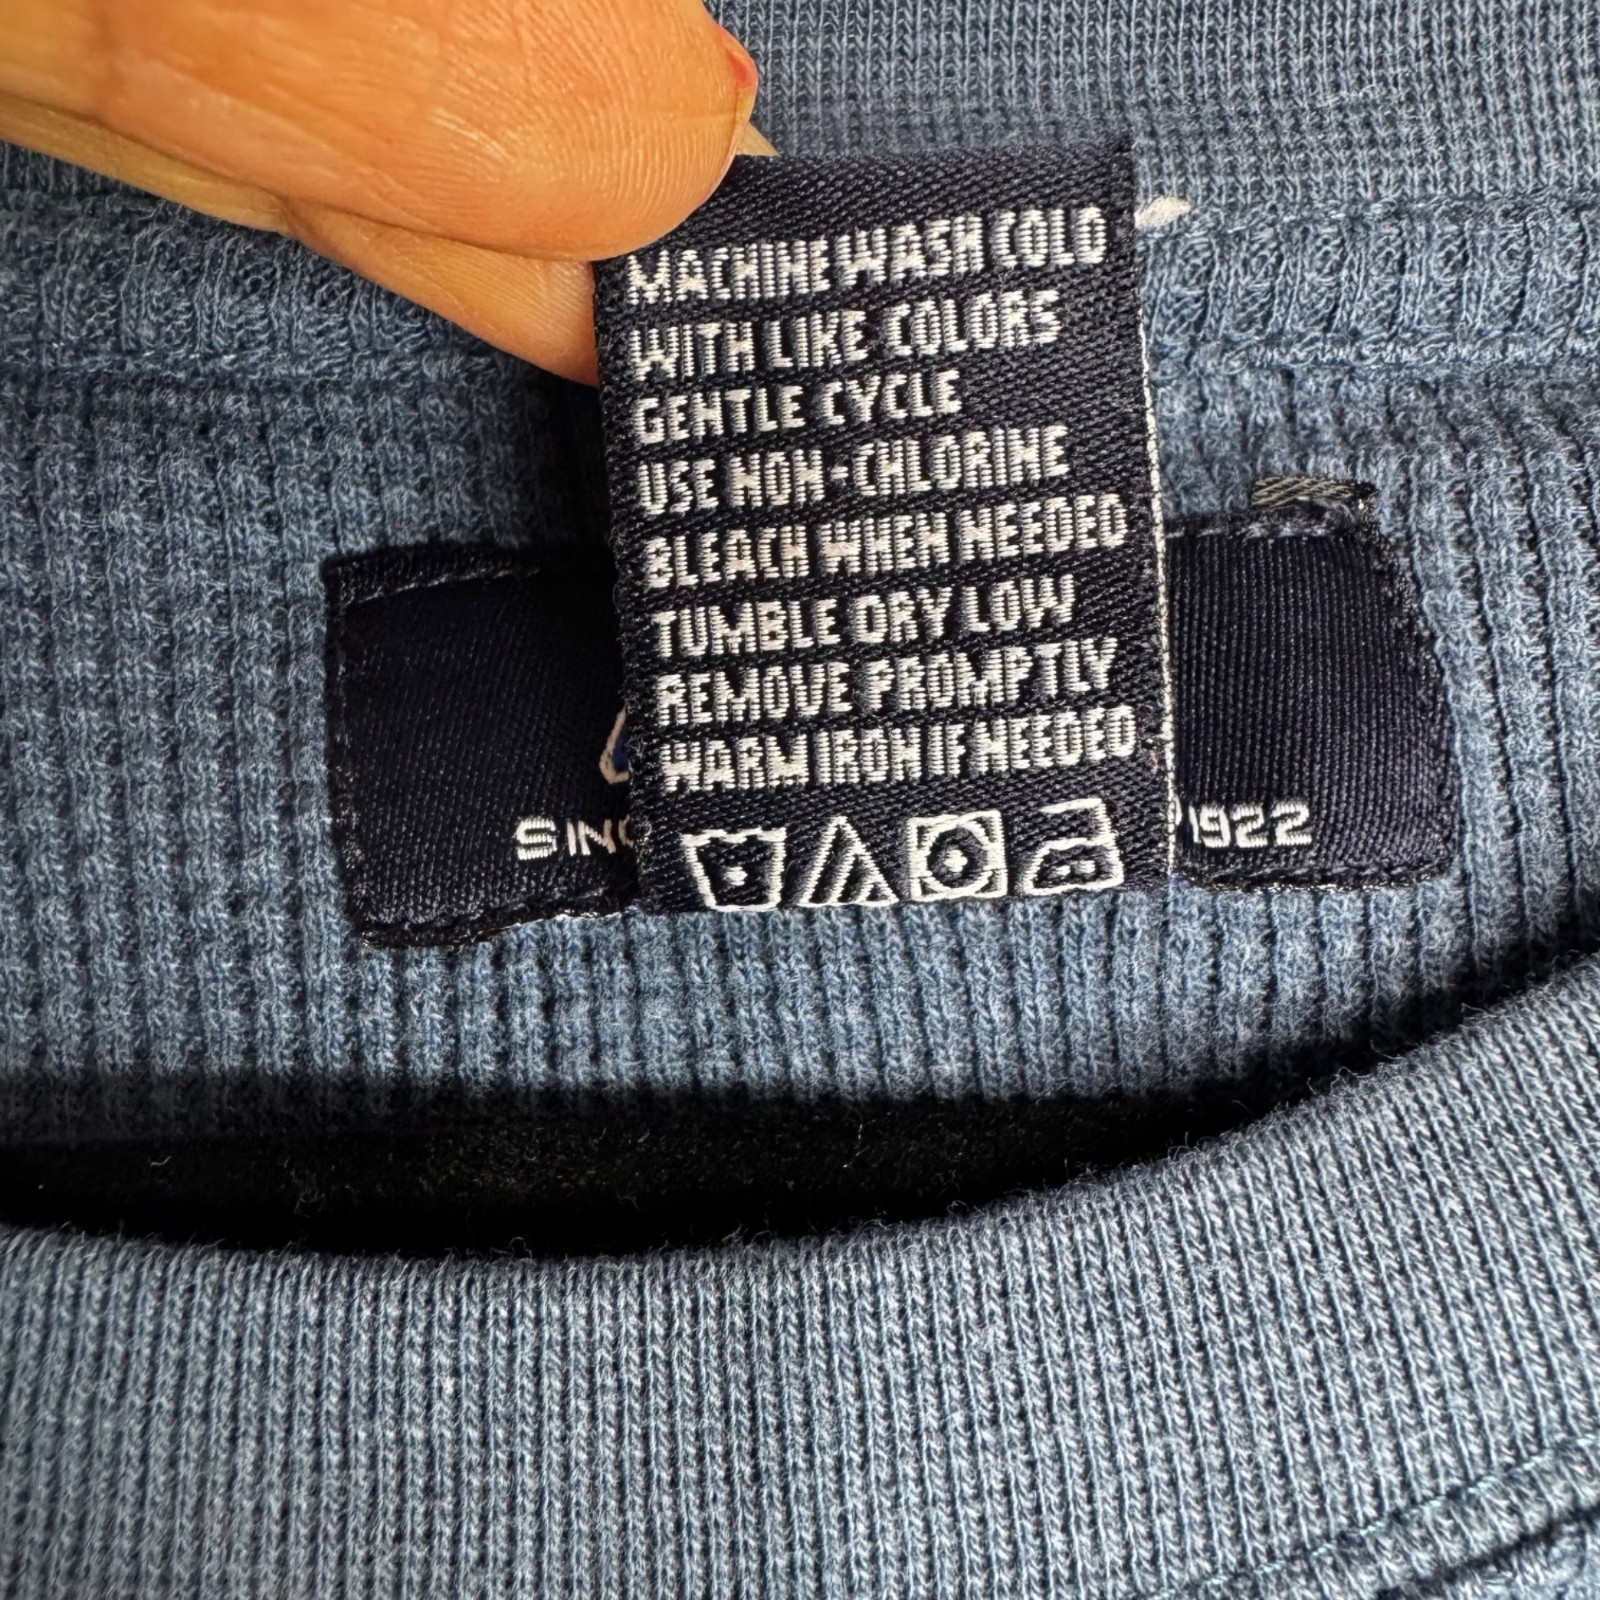 MACHINE WASH COLD
WITH LIKE COLORS
GENTLE CYCLE
USE NON-CHLORINE
BLEACH WHEN NEEDED
TUMBLE DRY LOW
REMOVE PROMPTLY
WARM IRON IF NEEDED
1922